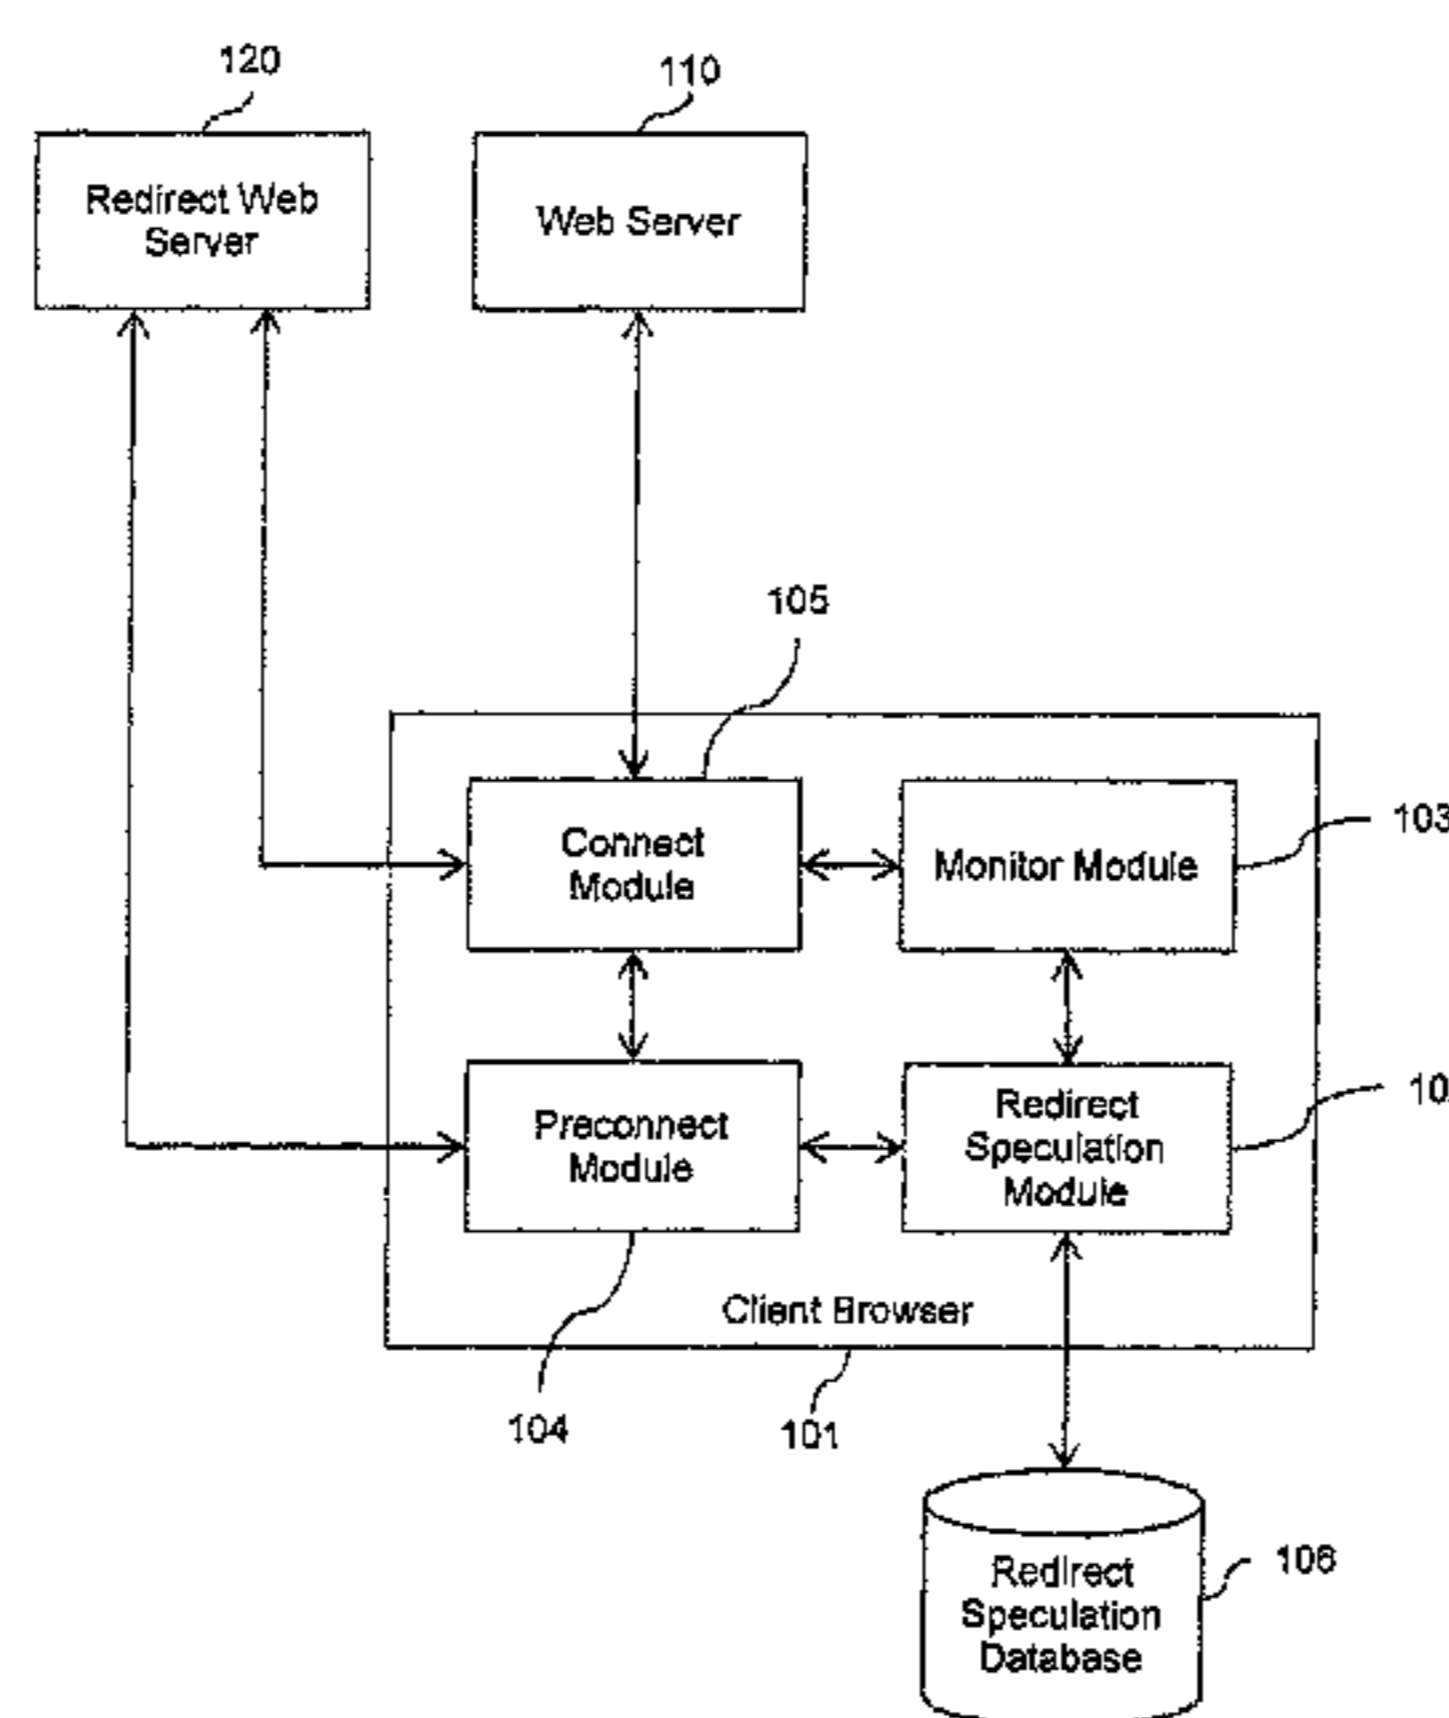 120
110
Redirect Web
Server
Web Server
105
Connect
Module
Monitor Module
103
Preconnect
Module
Redirect
Speculation
Module
Client Browser
104
101
Redirect
Speculation
Database
106